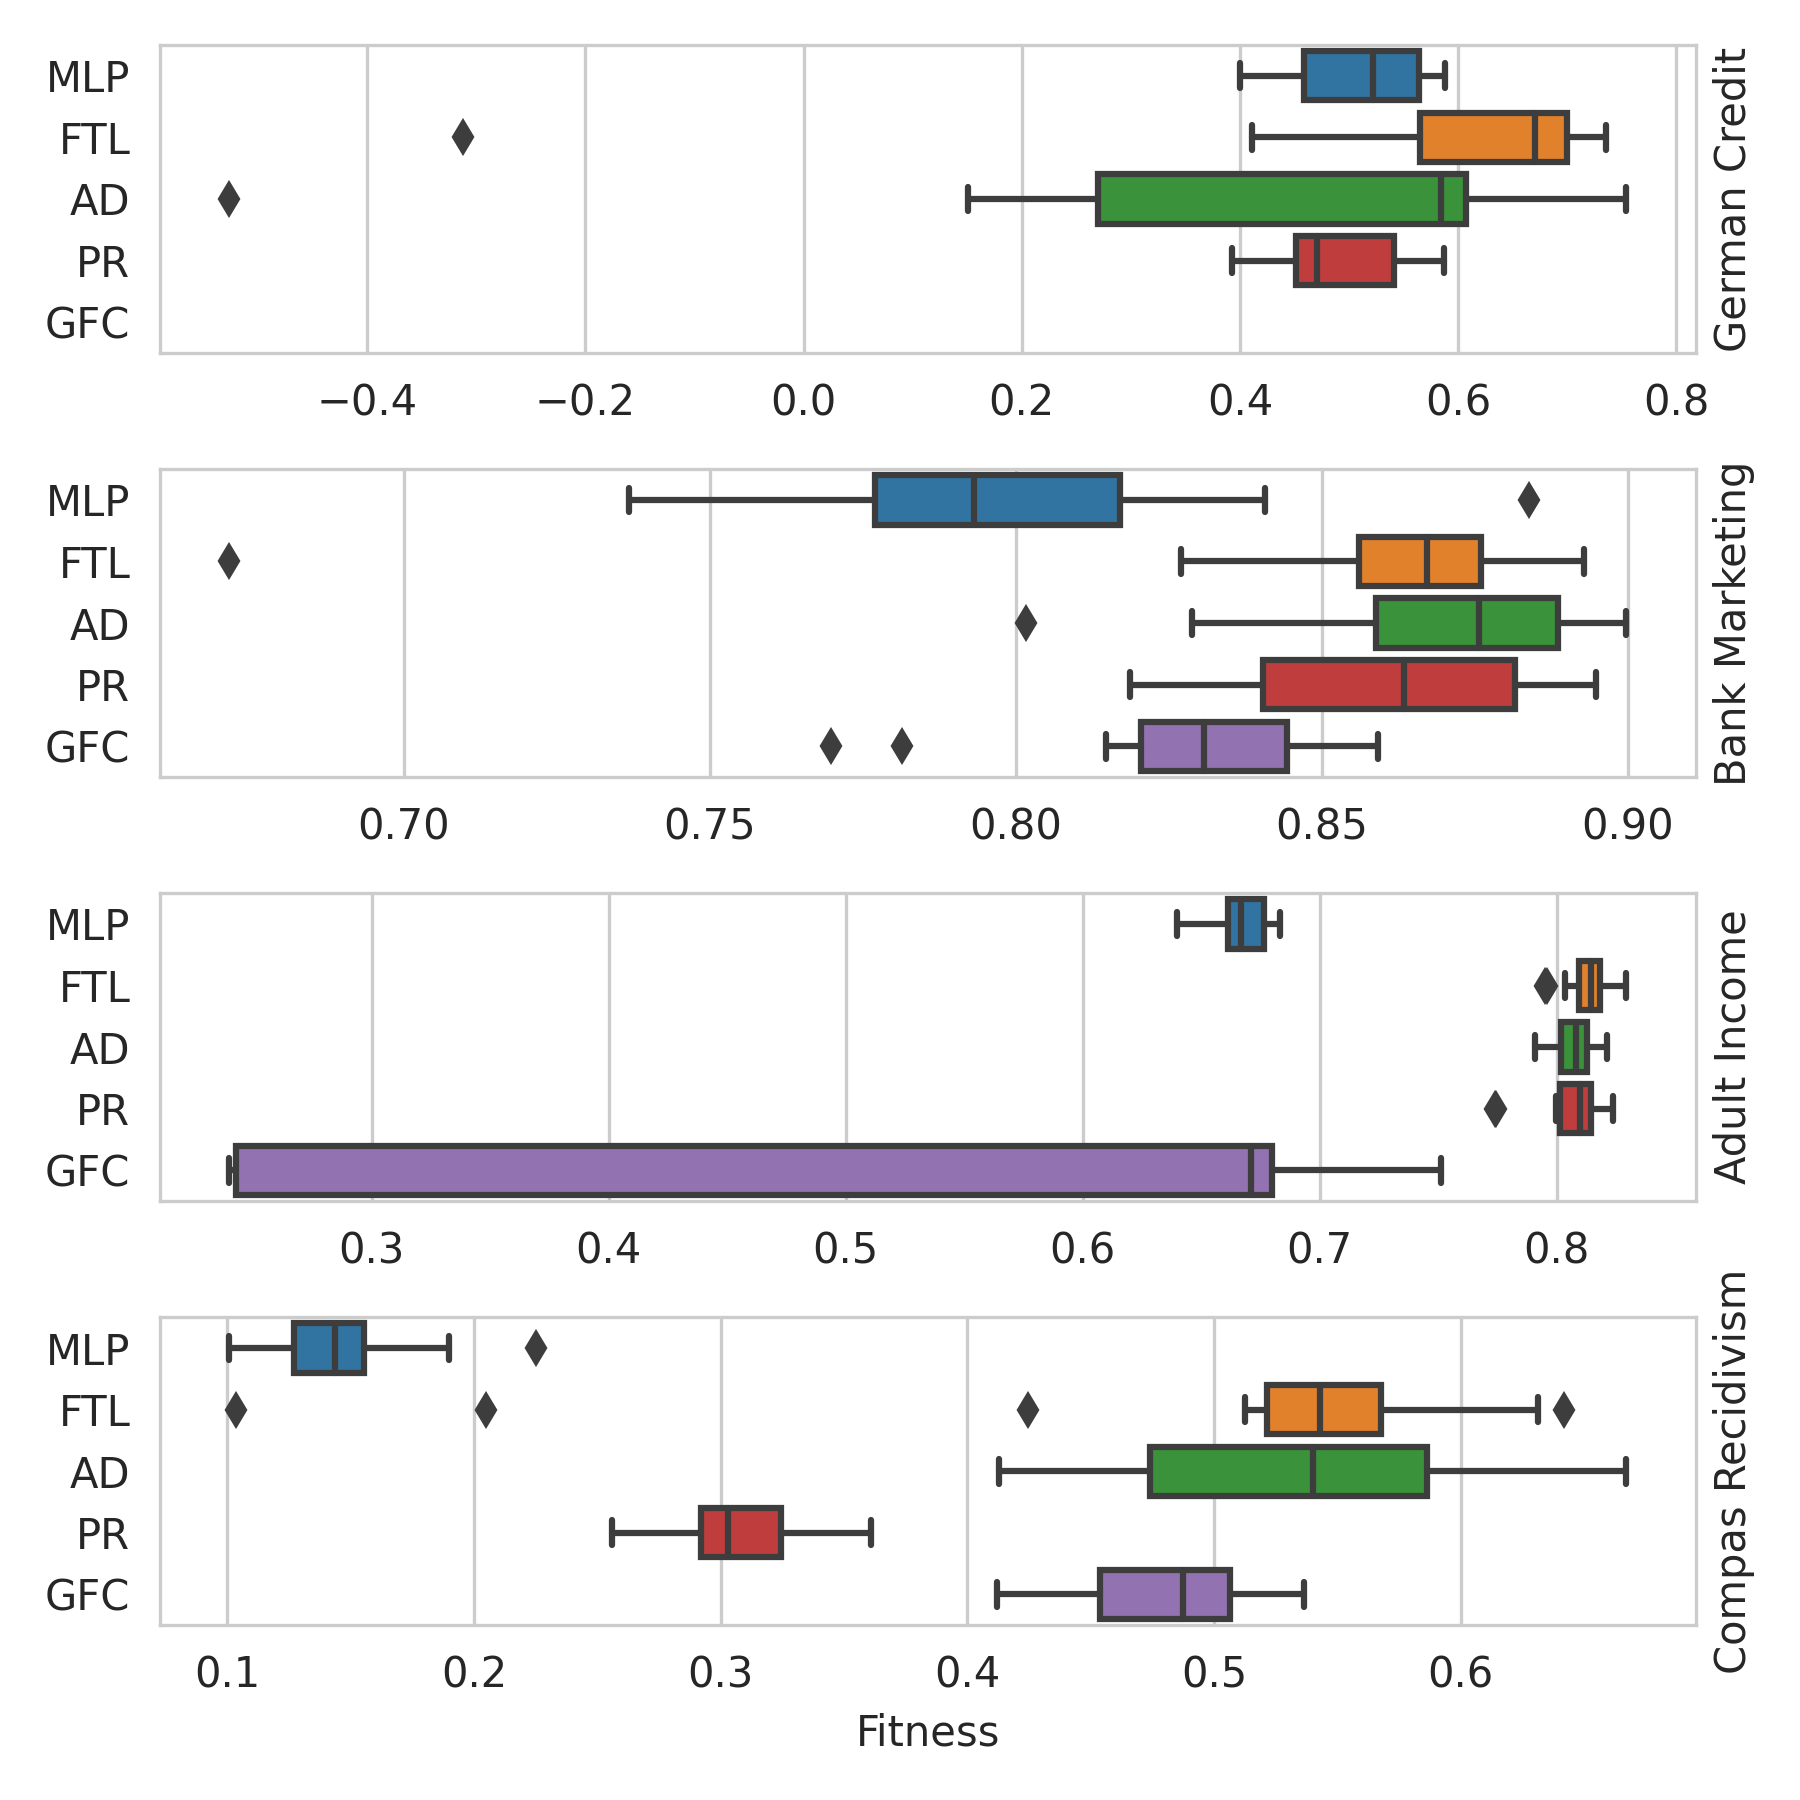 MLP
FTL
AD
PR
GFC
German Credit
−0.4 −0.2 0.0 0.2 0.4 0.6 0.8
MLP
FTL
AD
PR
GFC
Bank Marketing
0.70 0.75 0.80 0.85 0.90
MLP
FTL
AD
PR
GFC
Adult Income
0.3 0.4 0.5 0.6 0.7 0.8
MLP
FTL
AD
PR
GFC
Compas Recidivism
0.1 0.2 0.3 0.4 0.5 0.6
Fitness